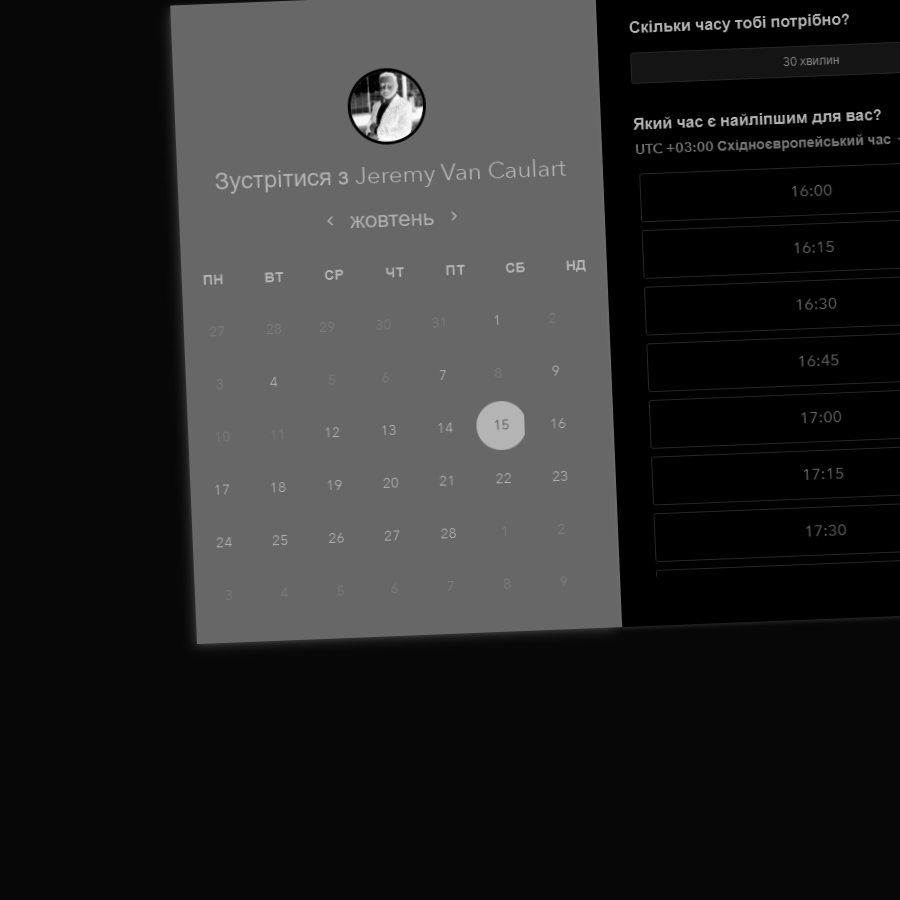 Зустрітися з Jeremy Van Caulart
‹ жовтень ›
ПН ВТ СР ЧТ ПТ СБ НД
27 28 29 30 31 1 2
3 4 5 6 7 8 9
10 11 12 13 14 15 16
17 18 19 20 21 22 23
24 25 26 27 28 1 2
3 4 5 6 7 8 9
Скільки часу тобі потрібно?
30 хвилин
Який час є найліпшим для вас?
UTC +03:00 Східноєвропейський час
16:00
16:15
16:30
16:45
17:00
17:15
17:30